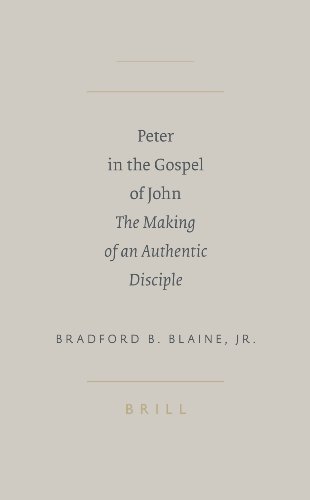 Peter
in the Gospel
of John
The Making
of an Authentic
Disciple
BRADFORD B. BLAINE, JR.
BRILL